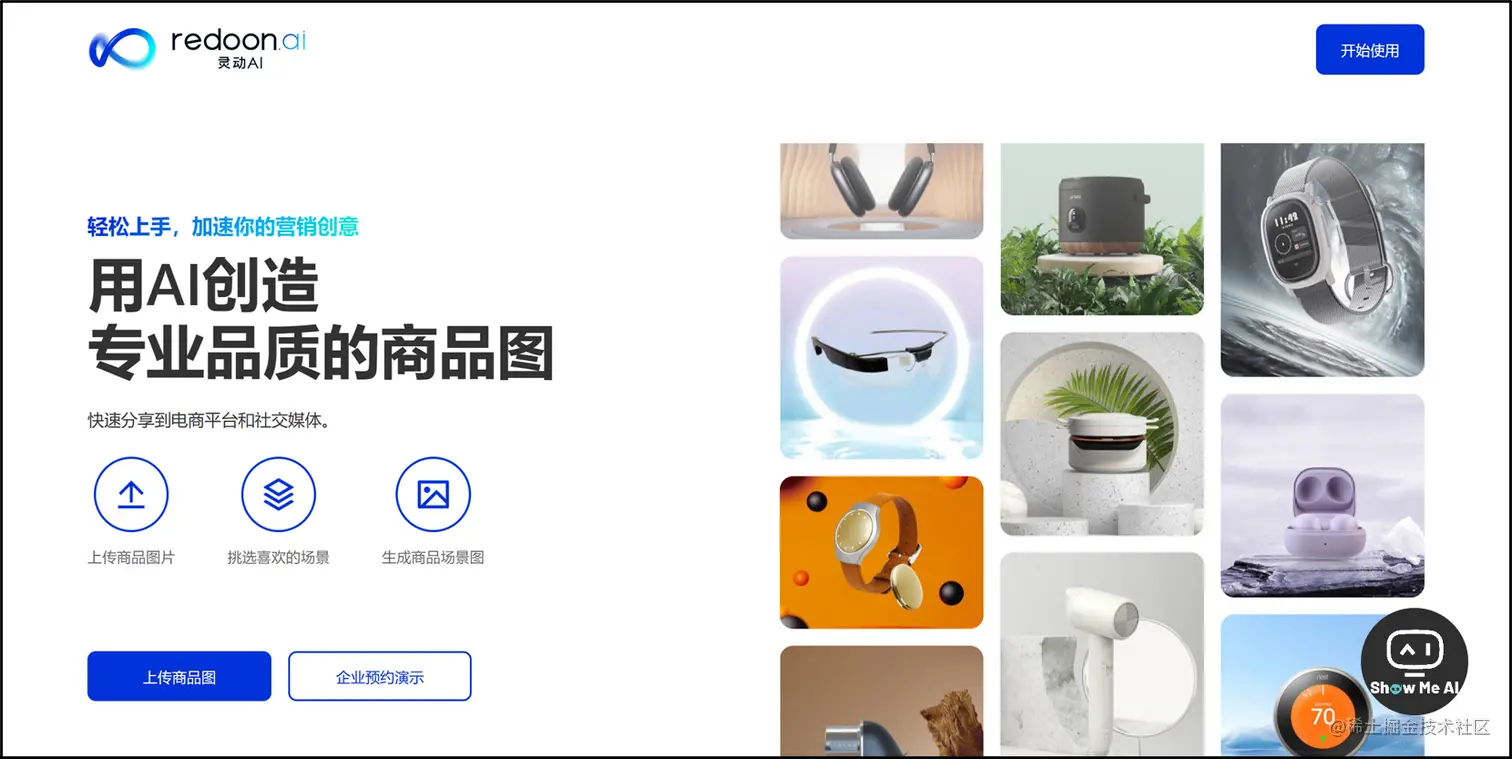 redoon.ai
灵动AI
开始使用
轻松上手，加速你的营销创意
用AI创造
专业品质的商品图
快速分享到电商平台和社交媒体。
上传商品图片
挑选喜欢的场景
生成商品场景图
上传商品图
企业预约演示
nest
70
AI
Show Me AI
@稀土掘金技术社区